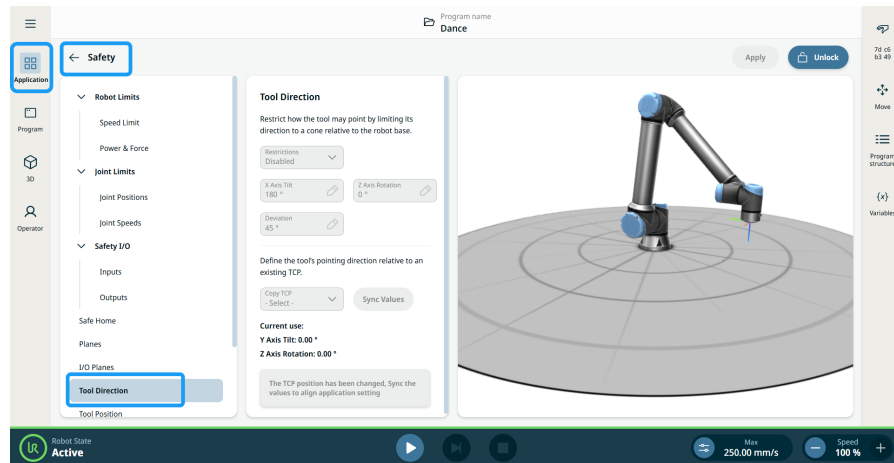 Program name
Dance
Application
Program
3D
Operator
Safety
Apply
Unlock
Robot Limits
Speed Limit
Power & Force
Joint Limits
Joint Positions
Joint Speeds
Safety I/O
Inputs
Outputs
Safe Home
Planes
I/O Planes
Tool Direction
Tool Position
Tool Direction
Restrict how the tool may point by limiting its
direction to a cone relative to the robot base.
Restrictions
Disabled
X Axis Tilt
180 °
Z Axis Rotation
0 °
Deviation
45 °
Define the tool's pointing direction relative to an
existing TCP.
Copy TCP
- Select -
Sync Values
Current use:
Y Axis Tilt: 0.00 °
Z Axis Rotation: 0.00 °
The TCP position has been changed, Sync the
values to align application setting
7d c6
b3 49
Move
Program
structure
{x}
Variables
UR
Robot State
Active
Max
250.00 mm/s
Speed
100 %